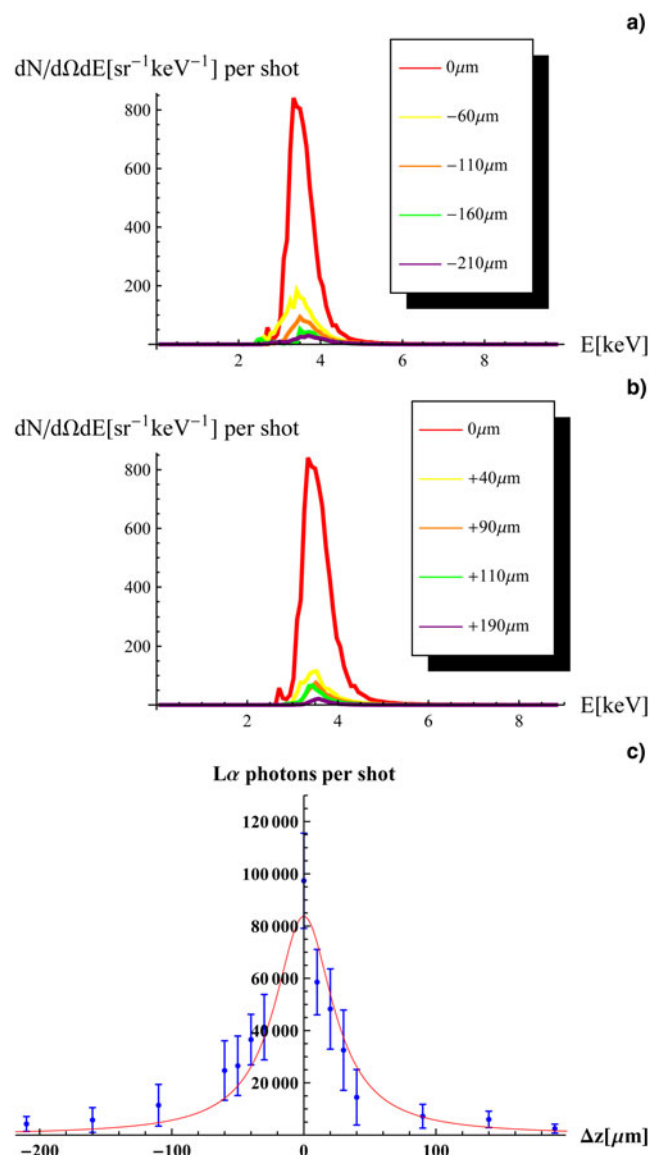 a)
dN/dΩdE[sr⁻¹keV⁻¹] per shot
0μm
−60μm
−110μm
−160μm
−210μm
800
600
400
200
2 4 6 8
E[keV]
b)
dN/dΩdE[sr⁻¹keV⁻¹] per shot
0μm
+40μm
+90μm
+110μm
+190μm
800
600
400
200
2 4 6 8
E[keV]
c)
Lα photons per shot
120 000
100 000
80 000
60 000
40 000
20 000
−200 −100 0 100
Δz[μm]